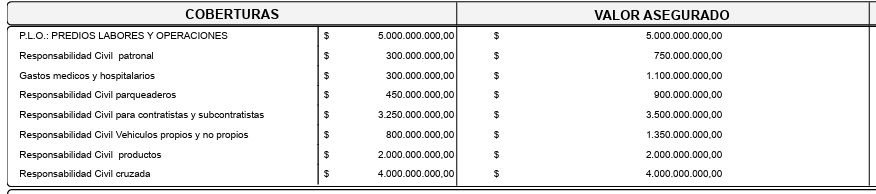 COBERTURAS VALOR ASEGURADO
P.L.O.: PREDIOS LABORES Y OPERACIONES $ 5.000.000.000,00 $ 5.000.000.000,00
Responsabilidad Civil patronal $ 300.000.000,00 $ 750.000.000,00
Gastos medicos y hospitalarios $ 300.000.000,00 $ 1.100.000.000,00
Responsabilidad Civil parqueaderos $ 450.000.000,00 $ 900.000.000,00
Responsabilidad Civil para contratistas y subcontratistas $ 3.250.000.000,00 $ 3.500.000.000,00
Responsabilidad Civil Vehiculos propios y no propios $ 800.000.000,00 $ 1.350.000.000,00
Responsabilidad Civil productos $ 2.000.000.000,00 $ 2.000.000.000,00
Responsabilidad Civil cruzada $ 4.000.000.000,00 $ 4.000.000.000,00